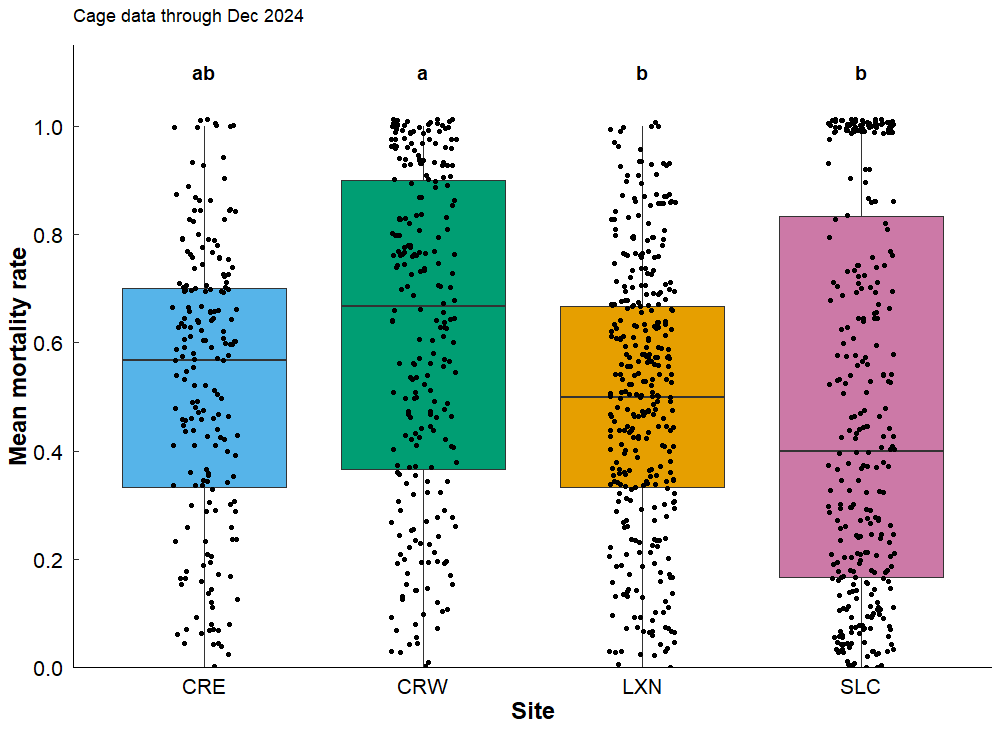 Cage data through Dec 2024
ab a b b
1.0
0.8
0.6
0.4
0.2
0.0
Mean mortality rate
CRE CRW LXN SLC
Site